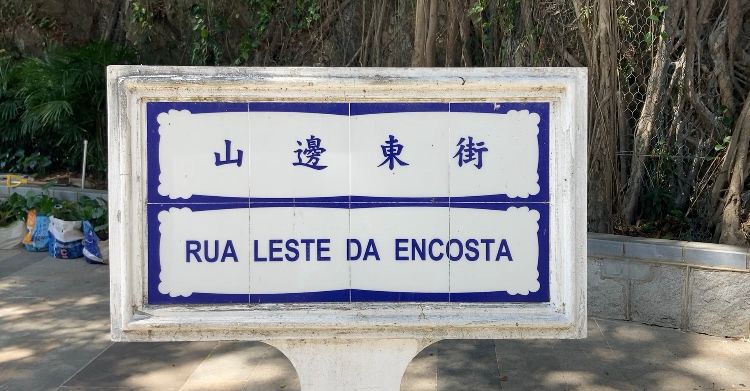 山邊東街
RUA LESTE DA ENCOSTA